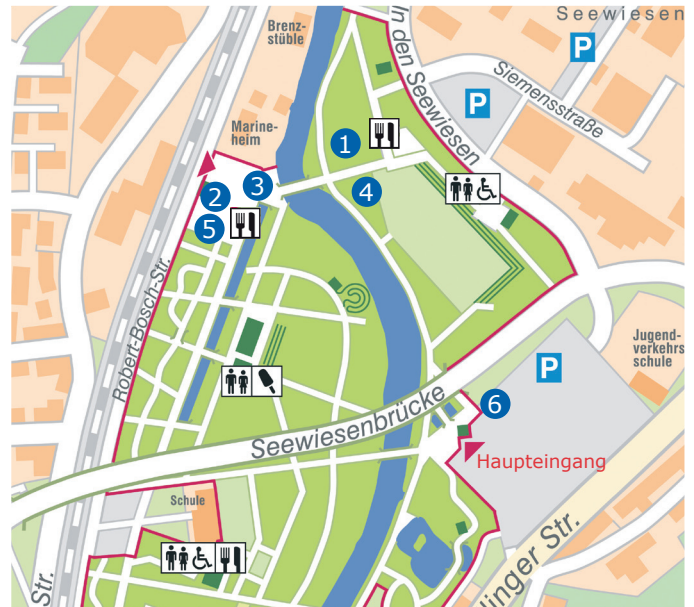 Seewiesen
Brenz-
stüble
In den Seewiesen
P
Siemensstraße
P
Marine-
heim
1
2
3
4
5
Robert-Bosch-Str.
Jugend-
verkehrs
schule
P
6
Seewiesenbrücke
Haupteingang
Schule
linger Str.
Str.